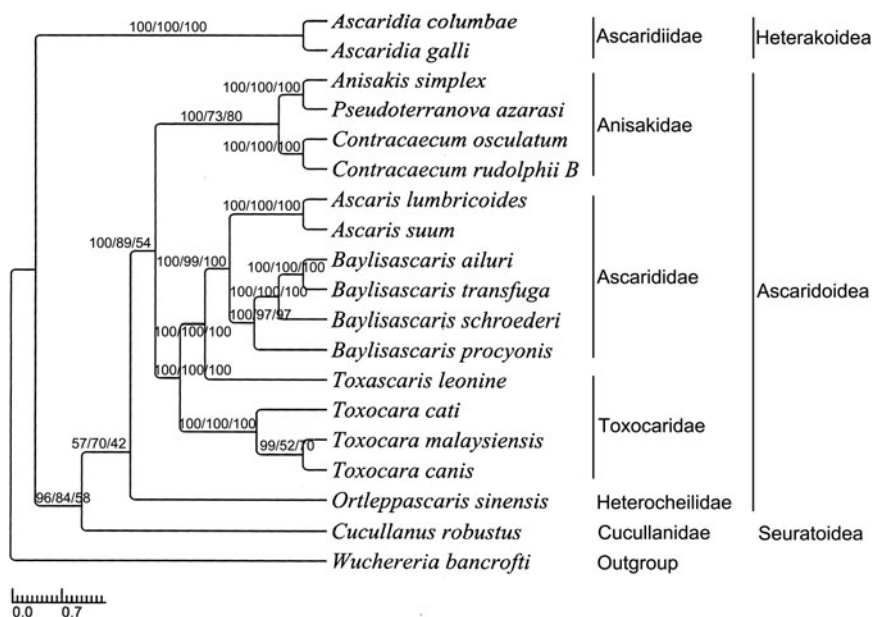 100/100/100
Ascaridia columbae
Ascaridia galli
Ascaridiidae
Heterakoidea
100/100/100
Anisakis simplex
Pseudoterranova azarasi
100/73/80
Anisakidae
100/100/100
Contracaecum osculatum
Contracaecum rudolphii B
100/100/100
Ascaris lumbricoides
Ascaris suum
100/89/54
100/99/100
100/100/100
Baylisascaris ailuri
Baylisascaris transfuga
Ascarididae
Ascaridoidea
100/100/100
100/97/97
Baylisascaris schroederi
Baylisascaris procyonis
100/100/100
100/100/100
Toxascaris leonine
Toxocara cati
100/100/100
Toxocaridae
57/70/42
99/52/70
Toxocara malaysiensis
Toxocara canis
96/84/58
Ortleppascaris sinensis
Heterocheilidae
Cucullanus robustus
Cucullanidae
Seuratoidea
Wuchereria bancrofti
Outgroup
0.0 0.7